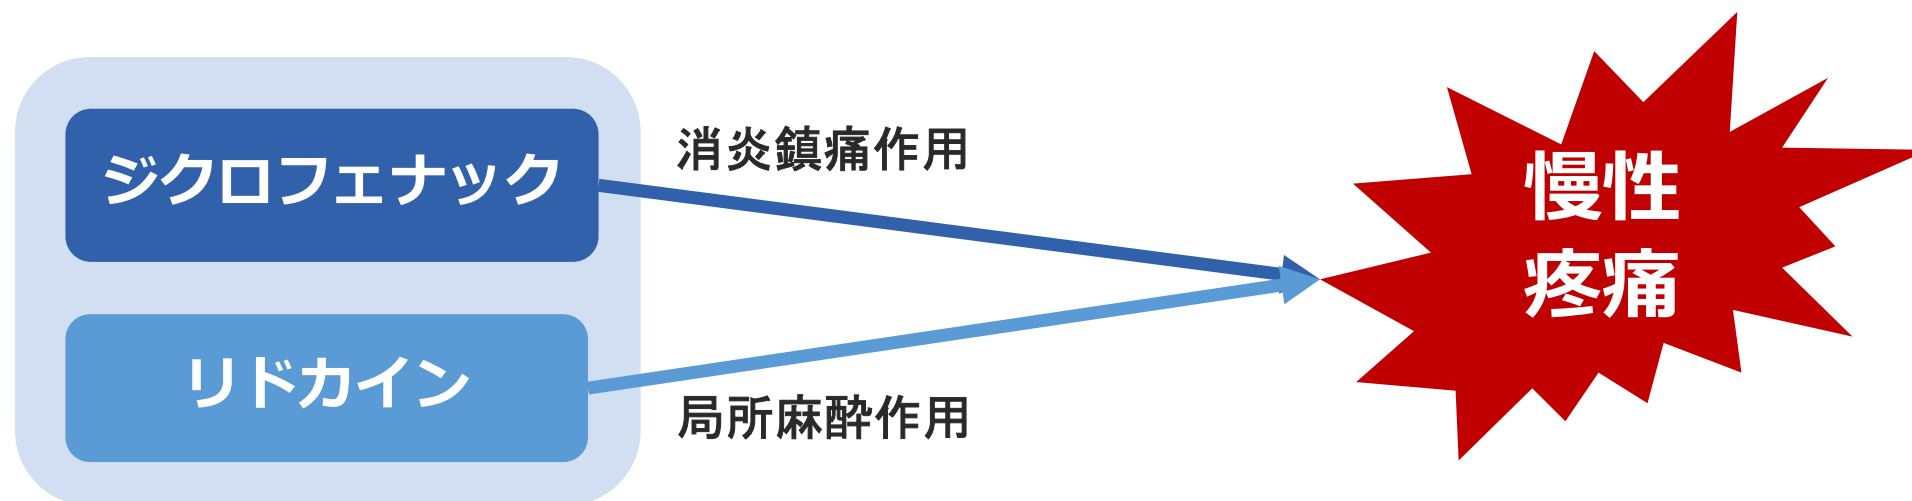 ジクロフェナック
消炎鎮痛作用
慢性
疼痛
リドカイン
局所麻酔作用